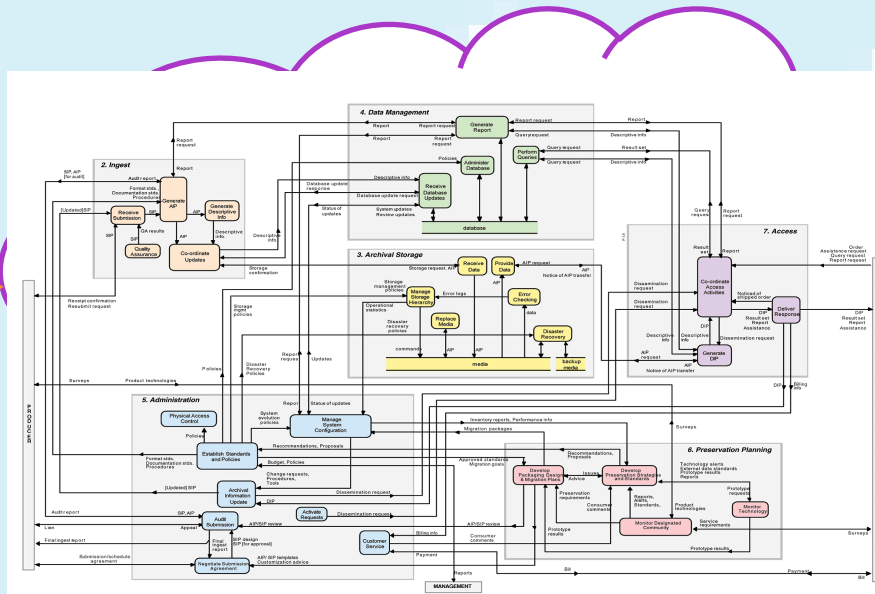 4. Data Management
Generate
Report
Report request
Report
Query request
Descriptive info
Report
Report request
Report
Report
request
Report
request
Report
Policies
Administer
Database
Perform
Queries
Query request
Result set
Query request
Descriptive info
Receive
Database
Updates
Descriptive info
Database update
response
Database update request
Status of
updates
System updates
Review updates
database
2. Ingest
SIP, AIP
[for audit]
Audit report
Format stds.
Documentation stds.
Procedures
[Updated] SIP
Generate
AIP
Generate
Descriptive
Info
Receive
Submission
SIP
AIP
SIP
QA results
SIP
Quality
Assurance
AIP
Descriptive
info.
Co-ordinate
Updates
Descriptive
info
Storage
confirmation
Receipt confirmation
Resubmit request
3. Archival Storage
Receive
Data
Provide
Data
Storage request, AIP
AIP request
AIP
Notice of AIP transfer
Storage
management
policies
Manage
Storage
Hierarchy
Error logs
AIP
Error
Checking
Operational
statistics
data
Replace
Media
Disaster
recovery
policies
Disaster
Recovery
commands
AIP
AIP
media
backup
media
7. Access
Query
request
Report
request
Result
set
Report
Order
Assistance request
Query request
Report request
Co-ordinate
Access
Activities
Dissemination
request
Dissemination
request
Noticed of
shipped order
Deliver
Response
DIP
Result set
Report
Assistance
DIP
Result set
Report
Assistance
DIP
Dissemination request
Descriptive
info
Descriptive
info
Generate
DIP
AIP
request
AIP
Notice of AIP transfer
DIP
Billing
info
Storage
mgmt
policies
Policies
Disaster
Recovery
Policies
Report
request
Updates
Surveys
Product technologies
5. Administration
Report
Status of updates
Physical Access
Control
Policies
System
evolution
policies
Manage
System
Configuration
Inventory reports, Performance info
Migration packages
Surveys
Establish Standards
and Policies
Format stds.
Documentation stds.
Procedures
Recommendations, Proposals
Budget, Policies
Approved standards
Migration goals
Change requests,
Procedures,
Tools
[Updated] SIP
Archival
Information
Update
Dissemination request
DIP
Activate
Requests
Dissemination request
Audit report
SIP, AIP
Lien
Appeal
Audit
Submission
AIP/SIP review
AIP/SIP review
Final ingest report
Final
ingest
report
SIP design
SIP [for approval]
Customer
Service
Billing info
Payment
Submission schedule
agreement
Negotiate Submission
Agreement
AIP/ SIP templates
Customization advice
Reports
MANAGEMENT
Bill
Payment
Bill
6. Preservation Planning
Recommendations,
Proposals
Technology alerts
External data standards
Prototype results
Reports
Develop
Packaging Design
& Migration Plans
Issues
Advice
Develop
Preservation Strategies
and Standards
Preservation
requirements
Consumer
comments
Reports,
Alerts,
Standards,
Product
technologies
Prototype
requests
Monitor
Technology
Monitor Designated
Community
Service
requirements
Consumer
comments
Prototype
results
Prototype results
Surveys